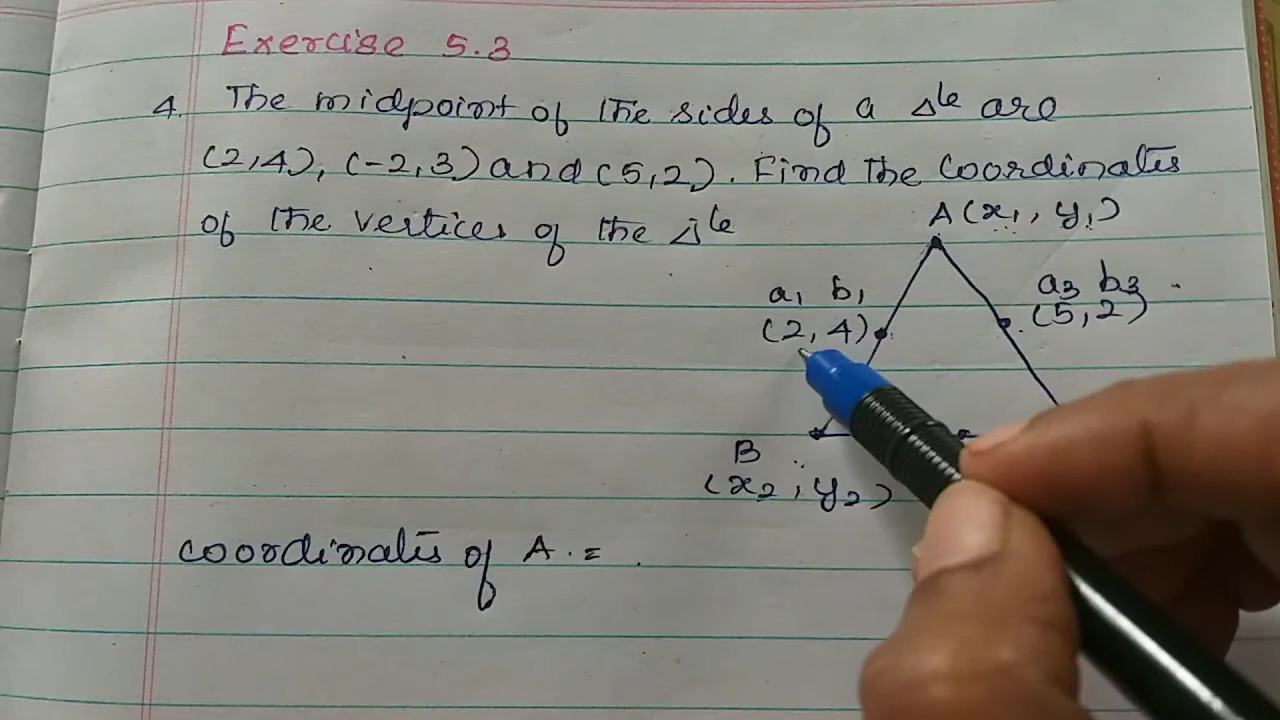 Exercise 5.3
4. The midpoint of the sides of a △le are
(2,4), (-2,3) and (5,2). Find the coordinates
of the vertices of the △le
A(x₁, y₁)
a₁ b₁
(2, 4)
a₃ b₃
(5, 2)
B
(x₂, y₂)
coordinates of A =